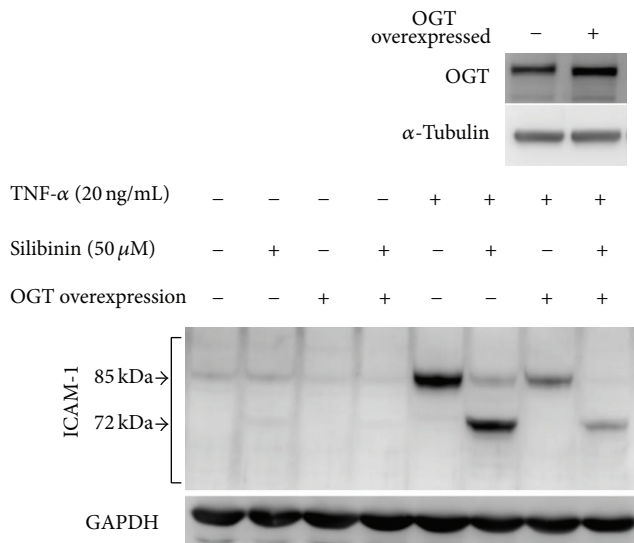 OGT
overexpressed − +
OGT
α-Tubulin
TNF-α (20 ng/mL) − − − − + + + +
Silibinin (50 μM) − + − + − + − +
OGT overexpression − − + + − − + +
ICAM-1
85 kDa→
72 kDa→
GAPDH